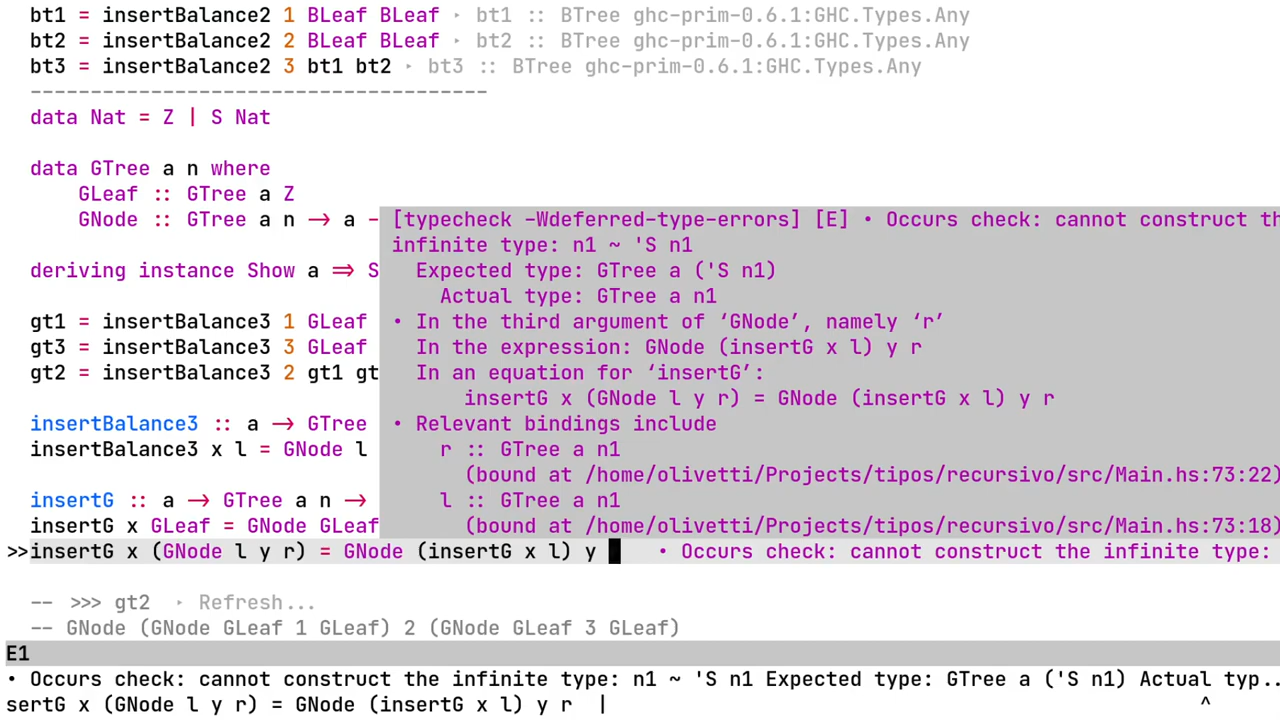 bt1 = insertBalance2 1 BLeaf BLeaf ‣ bt1 :: BTree ghc-prim-0.6.1:GHC.Types.Any
bt2 = insertBalance2 2 BLeaf BLeaf ‣ bt2 :: BTree ghc-prim-0.6.1:GHC.Types.Any
bt3 = insertBalance2 3 bt1 bt2 ‣ bt3 :: BTree ghc-prim-0.6.1:GHC.Types.Any
--------------------------------------
data Nat = Z | S Nat
data GTree a n where
GLeaf :: GTree a Z
GNode :: GTree a n -> a -
[typecheck -Wdeferred-type-errors] [E] • Occurs check: cannot construct th
infinite type: n1 ~ 'S n1
Expected type: GTree a ('S n1)
deriving instance Show a => S
Actual type: GTree a n1
gt1 = insertBalance3 1 GLeaf
• In the third argument of ‘GNode’, namely ‘r’
gt3 = insertBalance3 3 GLeaf
In the expression: GNode (insertG x l) y r
gt2 = insertBalance3 2 gt1 gt
In an equation for ‘insertG’:
insertG x (GNode l y r) = GNode (insertG x l) y r
insertBalance3 :: a -> GTree
• Relevant bindings include
insertBalance3 x l = GNode l
r :: GTree a n1
(bound at /home/olivetti/Projects/tipos/recursivo/src/Main.hs:73:22)
insertG :: a -> GTree a n ->
l :: GTree a n1
insertG x GLeaf = GNode GLeaf
(bound at /home/olivetti/Projects/tipos/recursivo/src/Main.hs:73:18)
>>insertG x (GNode l y r) = GNode (insertG x l) y • Occurs check: cannot construct the infinite type:
-- >>> gt2 ‣ Refresh...
-- GNode (GNode GLeaf 1 GLeaf) 2 (GNode GLeaf 3 GLeaf)
E1
• Occurs check: cannot construct the infinite type: n1 ~ 'S n1 Expected type: GTree a ('S n1) Actual typ..
sertG x (GNode l y r) = GNode (insertG x l) y r | ^